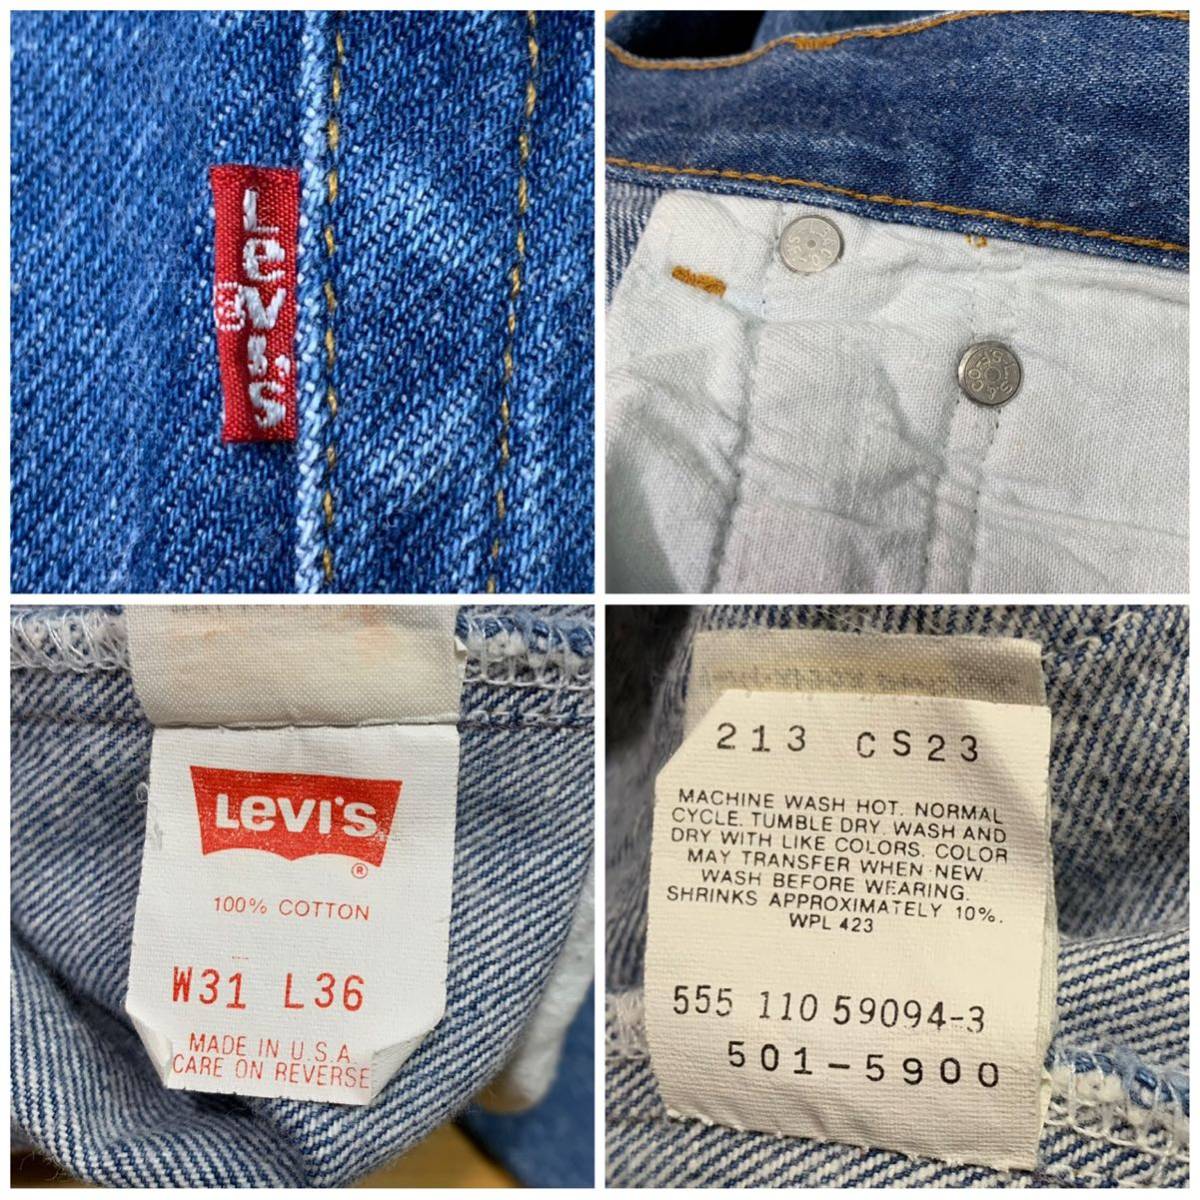 Levi's
®
LEVI'S
®
100% COTTON
W31 L36
MADE IN U.S.A.
CARE ON REVERSE
213 CS23
MACHINE WASH HOT. NORMAL
CYCLE. TUMBLE DRY. WASH AND
DRY WITH LIKE COLORS. COLOR
MAY TRANSFER WHEN NEW.
WASH BEFORE WEARING.
SHRINKS APPROXIMATELY 10%.
WPL 423
555 110 59094-3
501-5900